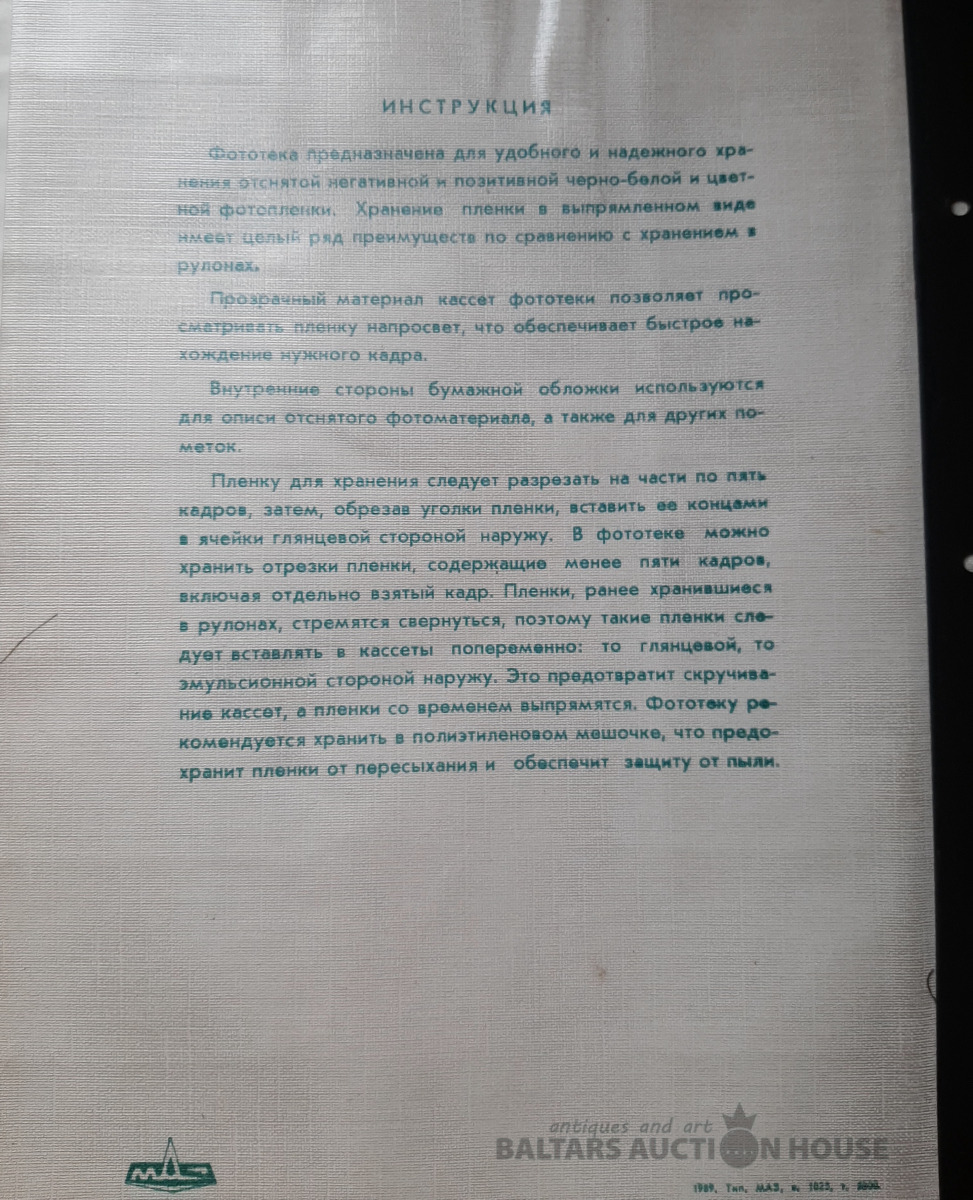 ИНСТРУКЦИЯ
Фототека предназначена для удобного и надежного хра-
нения отснятой негативной и позитивной черно-белой и цвет-
ной фотопленки. Хранение пленки в выпрямленном виде
имеет целый ряд преимуществ по сравнению с хранением в
рулонах.
Прозрачный материал кассет фототеки позволяет про-
сматривать пленку напросвет, что обеспечивает быстрое на-
хождение нужного кадра.
Внутренние стороны бумажной обложки используются
для описи отснятого фотоматериала, а также для других по-
меток.
Пленку для хранения следует разрезать на части по пять
кадров, затем, обрезав уголки пленки, вставить ее концами
в ячейки глянцевой стороной наружу. В фототеке можно
хранить отрезки пленки, содержащие менее пяти кадров,
включая отдельно взятый кадр. Пленки, ранее хранившиеся
в рулонах, стремятся свернуться, поэтому такие пленки сле-
дует вставлять в кассеты попеременно: то глянцевой, то
эмульсионной стороной наружу. Это предотвратит скручива-
ние кассет, а пленки со временем выпрямятся. Фототеку ре-
комендуется хранить в полиэтиленовом мешочке, что предо-
хранит пленки от пересыхания и обеспечит защиту от пыли.
antiques and art
BALTARS AUCTION HOUSE
МАЗ
1989, Тип, МАЗ, з. 1025, т.